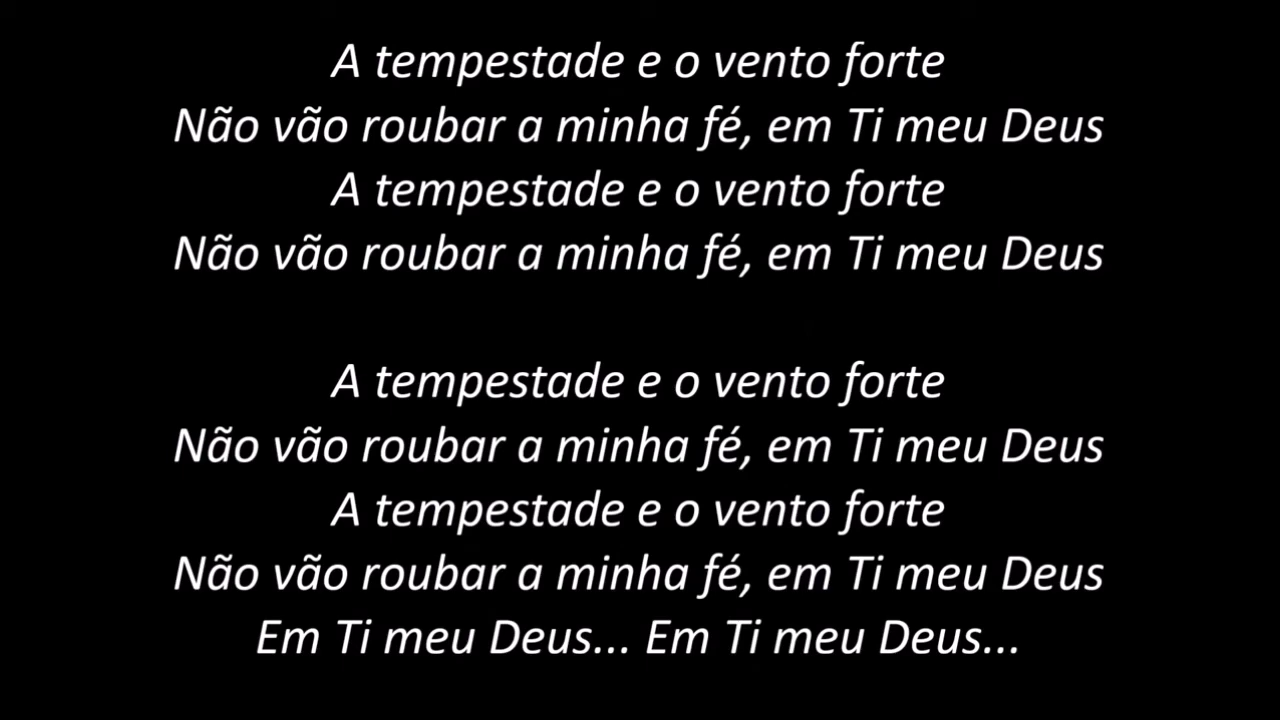 A tempestade e o vento forte
Não vão roubar a minha fé, em Ti meu Deus
A tempestade e o vento forte
Não vão roubar a minha fé, em Ti meu Deus
A tempestade e o vento forte
Não vão roubar a minha fé, em Ti meu Deus
A tempestade e o vento forte
Não vão roubar a minha fé, em Ti meu Deus
Em Ti meu Deus... Em Ti meu Deus...